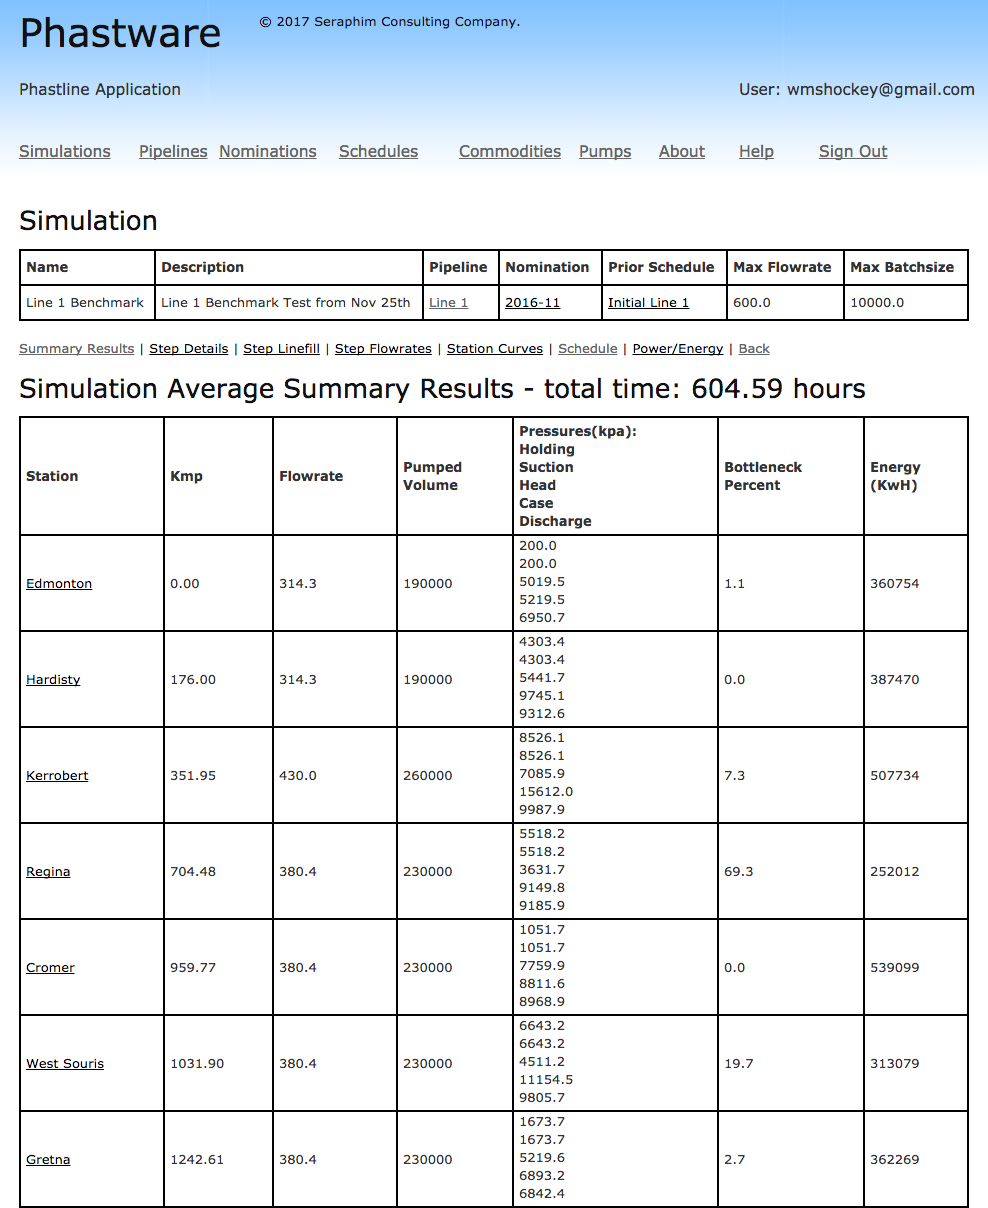 Phastware © 2017 Seraphim Consulting Company.
Phastline Application User: wmshockey@gmail.com
Simulations Pipelines Nominations Schedules Commodities Pumps About Help Sign Out
Simulation
Name Description Pipeline Nomination Prior Schedule Max Flowrate Max Batchsize
Line 1 Benchmark Line 1 Benchmark Test from Nov 25th Line 1 2016-11 Initial Line 1 600.0 10000.0
Summary Results | Step Details | Step Linefill | Step Flowrates | Station Curves | Schedule | Power/Energy | Back
Simulation Average Summary Results - total time: 604.59 hours
Station
Kmp
Flowrate
Pumped
Volume
Pressures(kpa):
Holding
Suction
Head
Case
Discharge
Bottleneck
Percent
Energy
(KwH)
Edmonton
0.00
314.3
190000
200.0
200.0
5019.5
5219.5
6950.7
1.1
360754
Hardisty
176.00
314.3
190000
4303.4
4303.4
5441.7
9745.1
9312.6
0.0
387470
Kerrobert
351.95
430.0
260000
8526.1
8526.1
7085.9
15612.0
9987.9
7.3
507734
Regina
704.48
380.4
230000
5518.2
5518.2
3631.7
9149.8
9185.9
69.3
252012
Cromer
959.77
380.4
230000
1051.7
1051.7
7759.9
8811.6
8968.9
0.0
539099
West Souris
1031.90
380.4
230000
6643.2
6643.2
4511.2
11154.5
9805.7
19.7
313079
Gretna
1242.61
380.4
230000
1673.7
1673.7
5219.6
6893.2
6842.4
2.7
362269